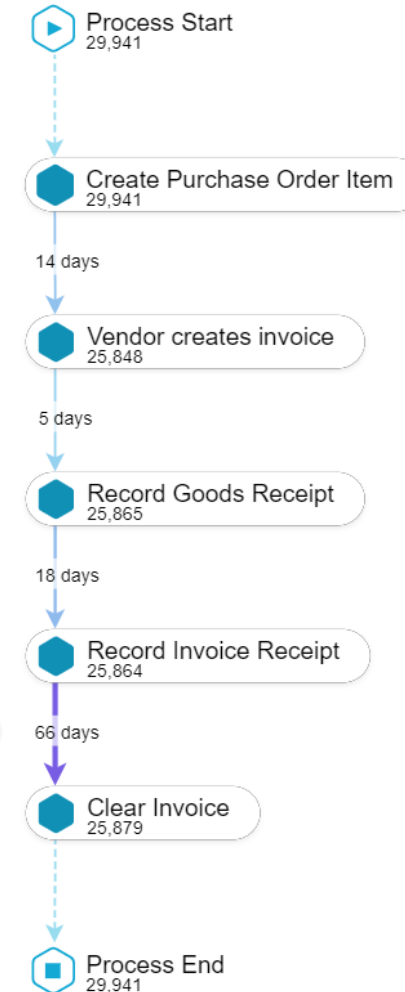 Process Start
29,941
Create Purchase Order Item
29,941
14 days
Vendor creates invoice
25,848
5 days
Record Goods Receipt
25,865
18 days
Record Invoice Receipt
25,864
66 days
Clear Invoice
25,879
Process End
29,941